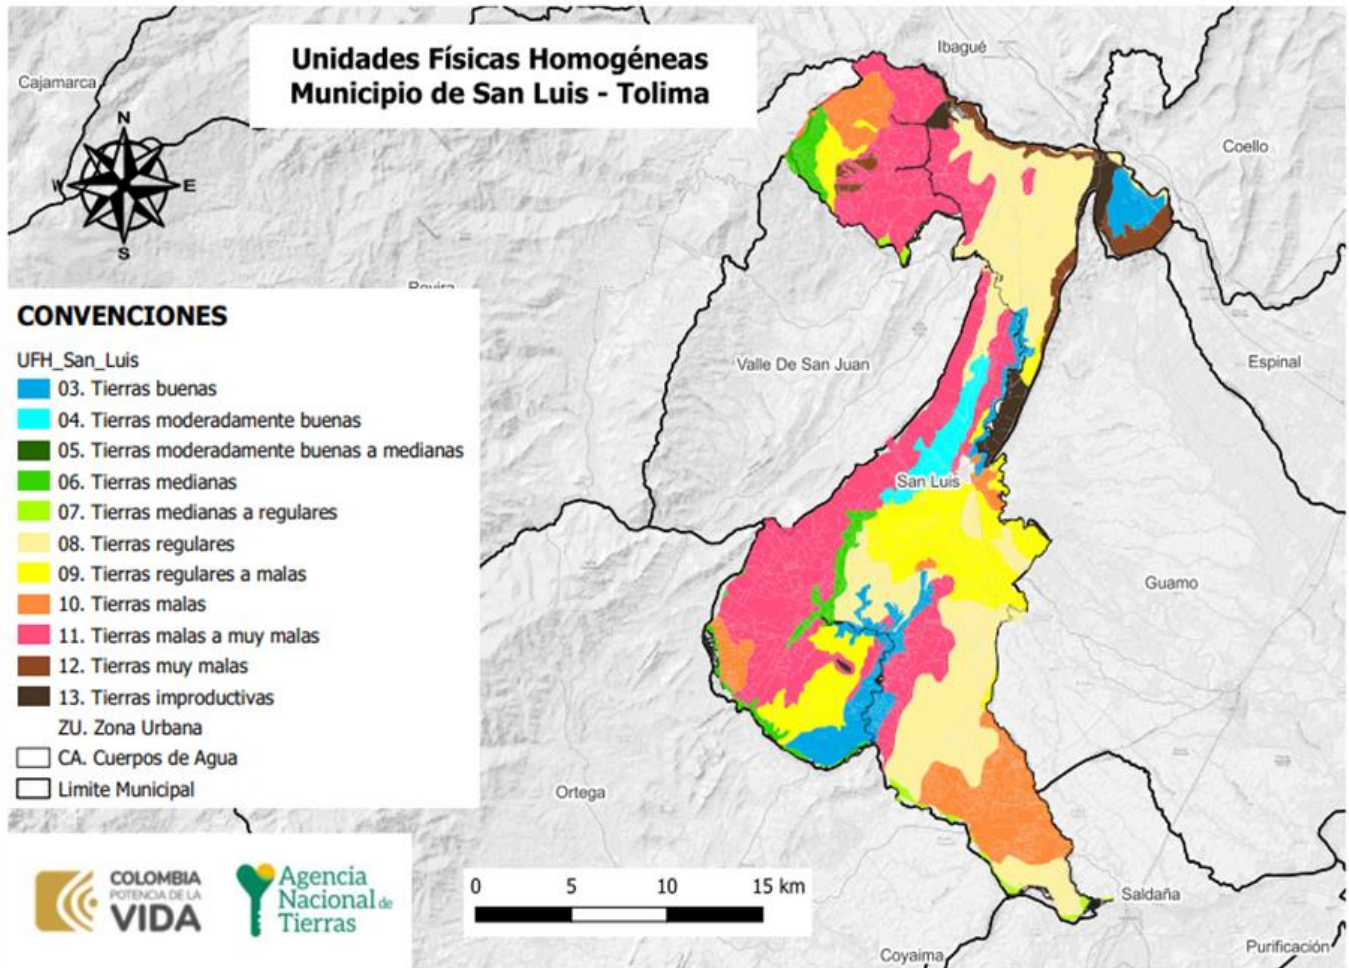 Unidades Físicas Homogéneas
Municipio de San Luis - Tolima
Ibagué
Cajamarca
N
Coello
W
E
S
Rovira
CONVENCIONES
UFH_San_Luis
03. Tierras buenas
04. Tierras moderadamente buenas
05. Tierras moderadamente buenas a medianas
06. Tierras medianas
07. Tierras medianas a regulares
08. Tierras regulares
09. Tierras regulares a malas
10. Tierras malas
11. Tierras malas a muy malas
12. Tierras muy malas
13. Tierras improductivas
ZU. Zona Urbana
CA. Cuerpos de Agua
Limite Municipal
Valle De San Juan
Espinal
San Luis
Guamo
Ortega
Saldaña
Coyaima
Purificación
COLOMBIA
POTENCIA DE LA
VIDA
Agencia
Nacional de
Tierras
0 5 10 15 km